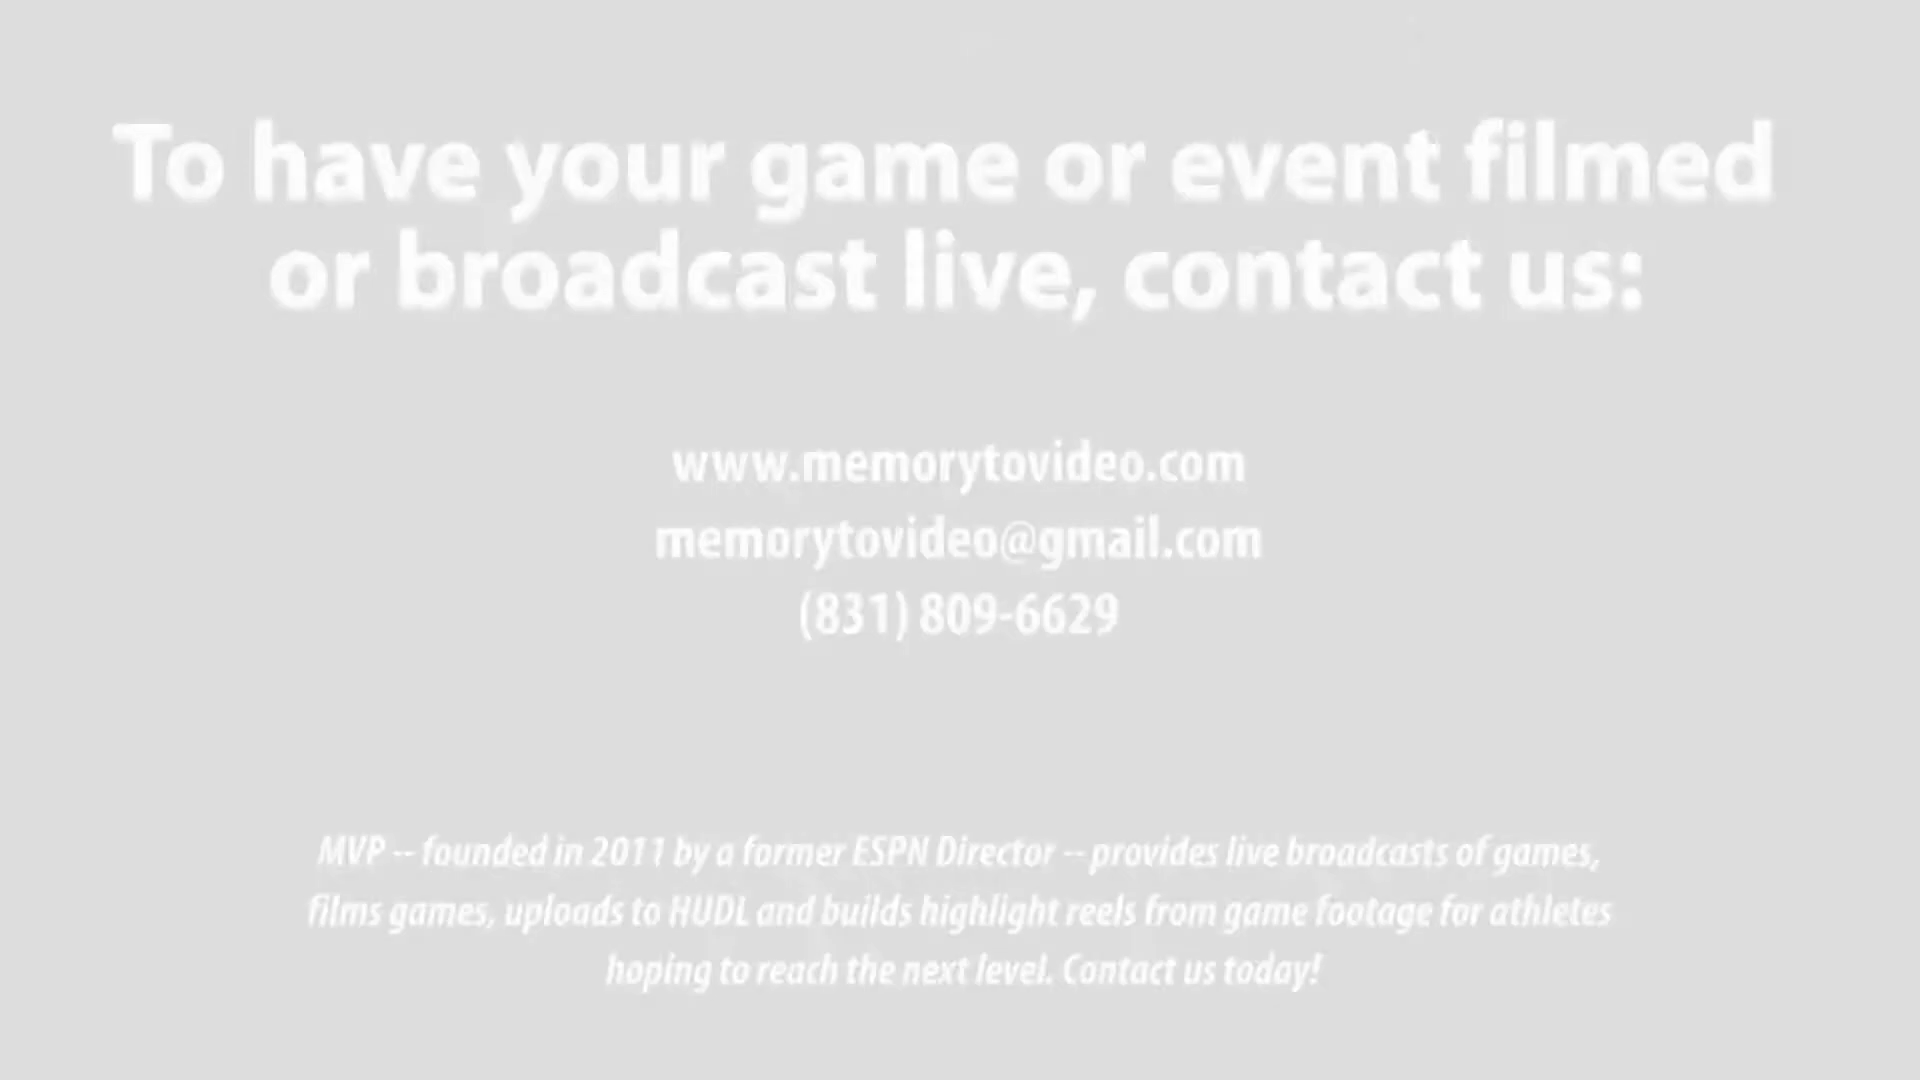 To have your game or event filmed
or broadcast live, contact us:
www.memorytovideo.com
memorytovideo@gmail.com
(831) 809-6629
MVP -- founded in 2011 by a former ESPN Director -- provides live broadcasts of games,
films games, uploads to HUDL and builds highlight reels from game footage for athletes
hoping to reach the next level. Contact us today!